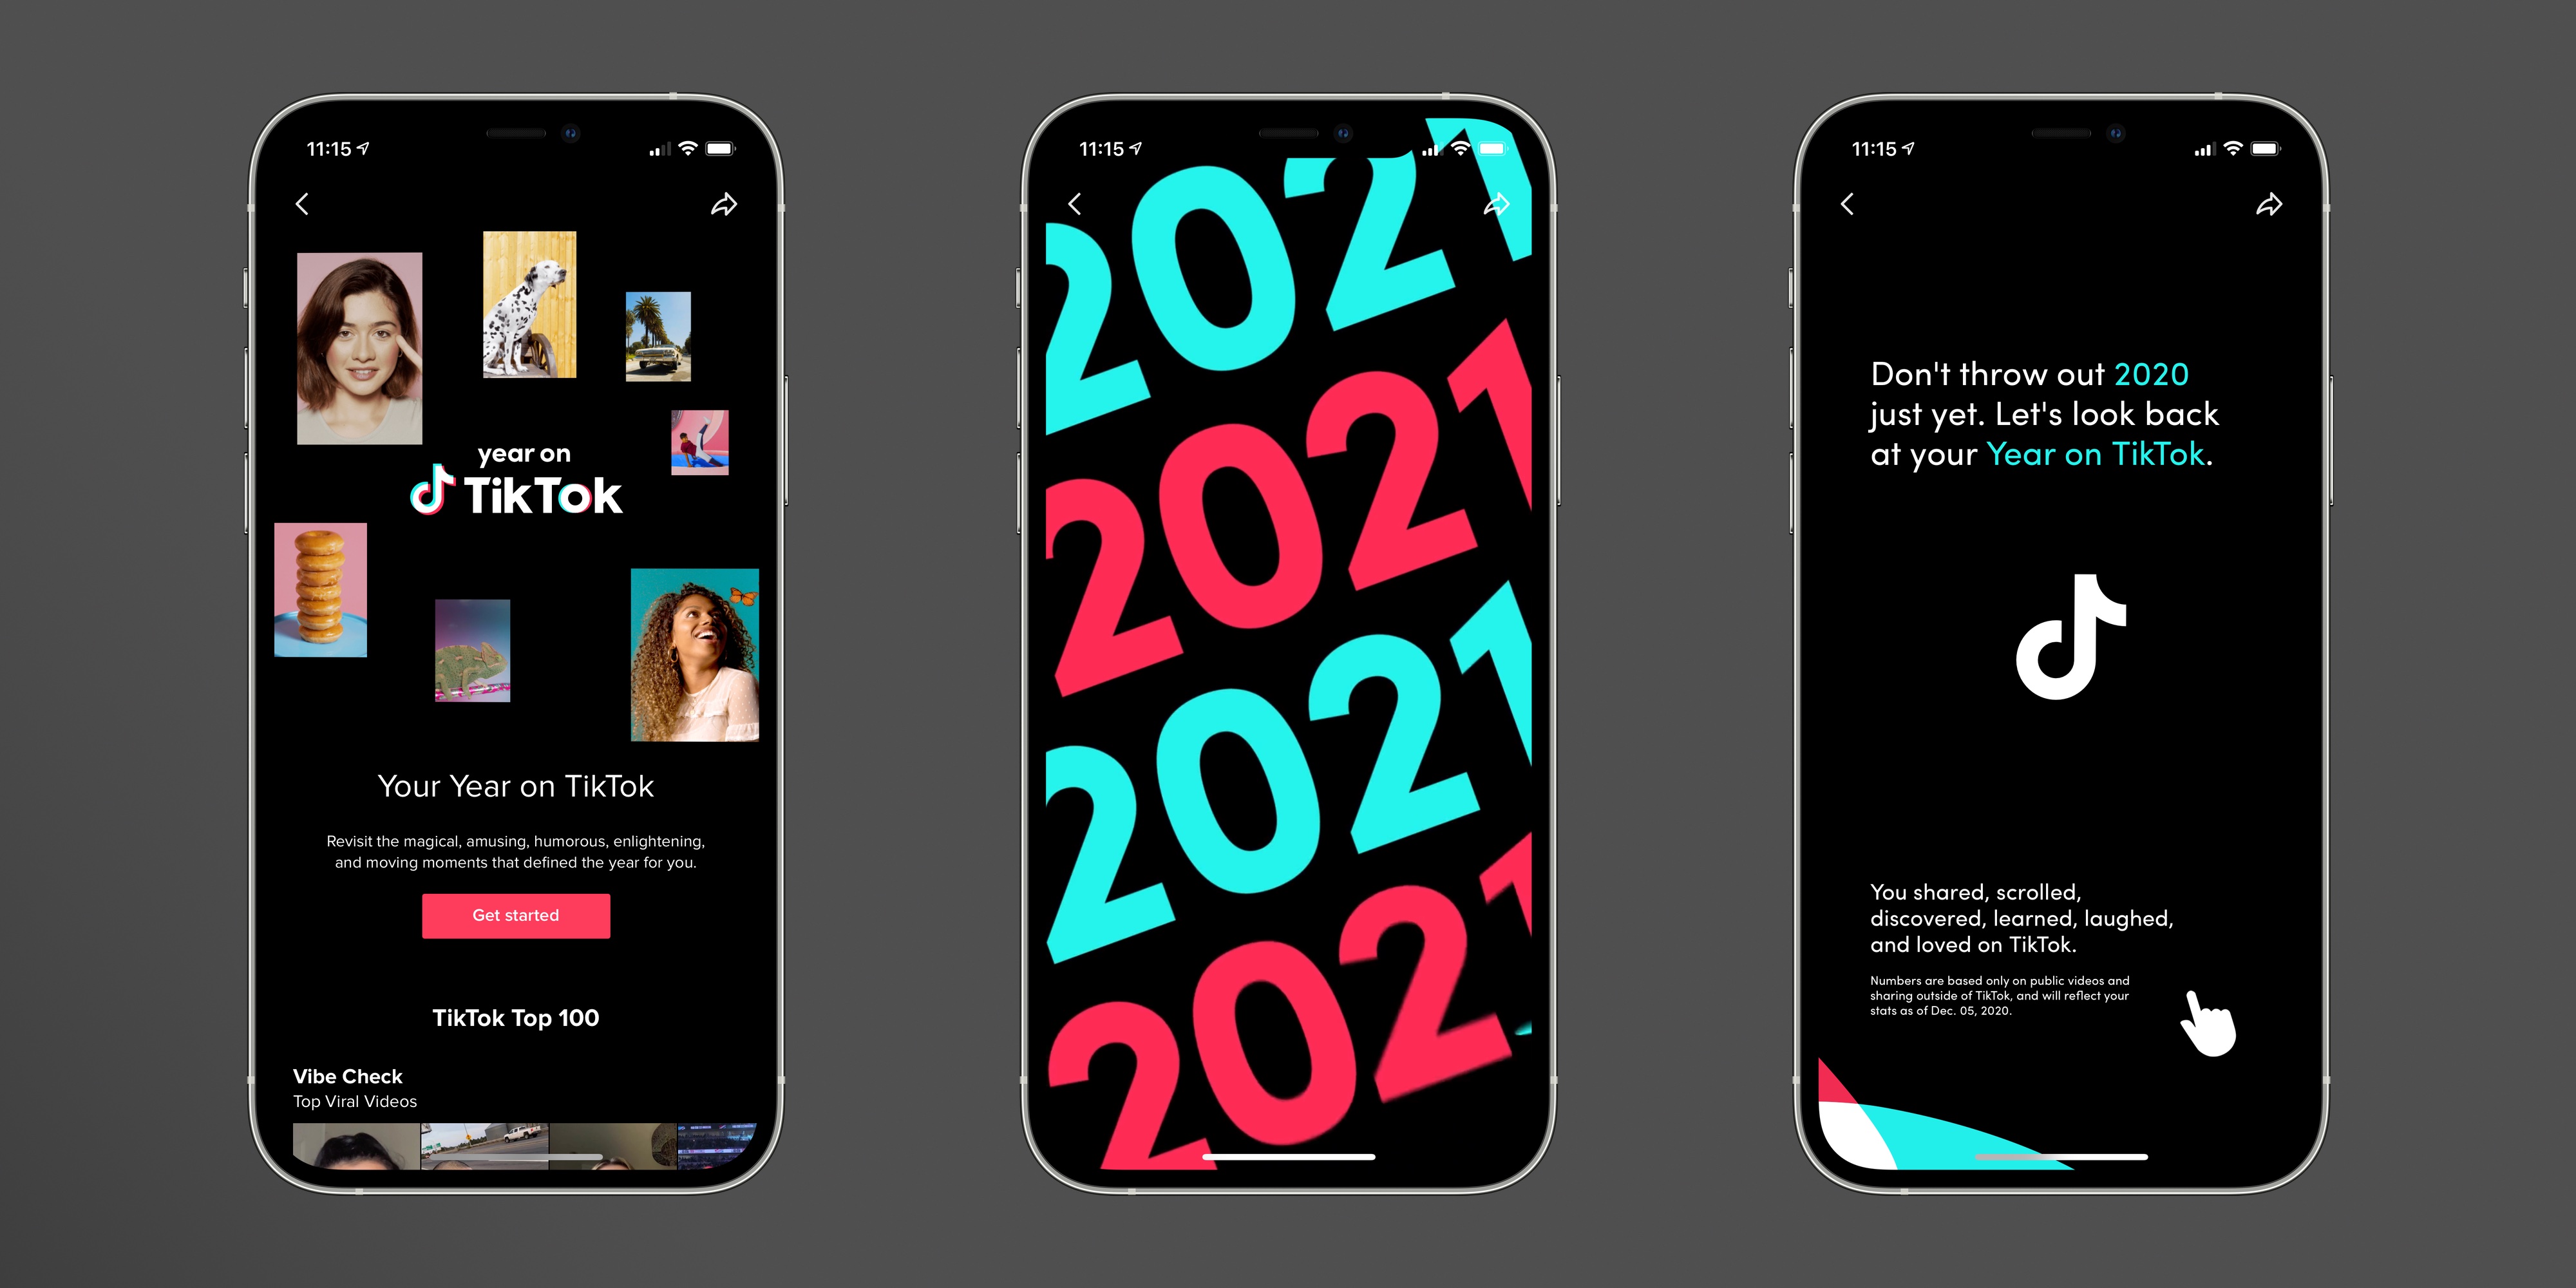 11:15
year on
TikTok
Your Year on TikTok
Revisit the magical, amusing, humorous, enlightening,
and moving moments that defined the year for you.
Get started
TikTok Top 100
Vibe Check
Top Viral Videos
11:15
2021
2021
2021
2021
11:15
Don't throw out 2020
just yet. Let's look back
at your Year on TikTok.
You shared, scrolled,
discovered, learned, laughed,
and loved on TikTok.
Numbers are based only on public videos and
sharing outside of TikTok, and will reflect your
stats as of Dec. 05, 2020.